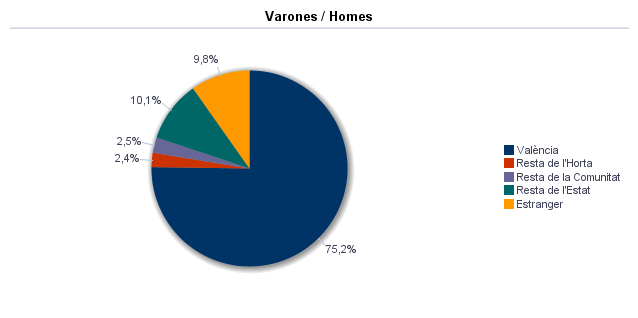 Varones / Homes
9,8%
10,1%
2,5%
2,4%
75,2%
València
Resta de l'Horta
Resta de la Comunitat
Resta de l'Estat
Estranger